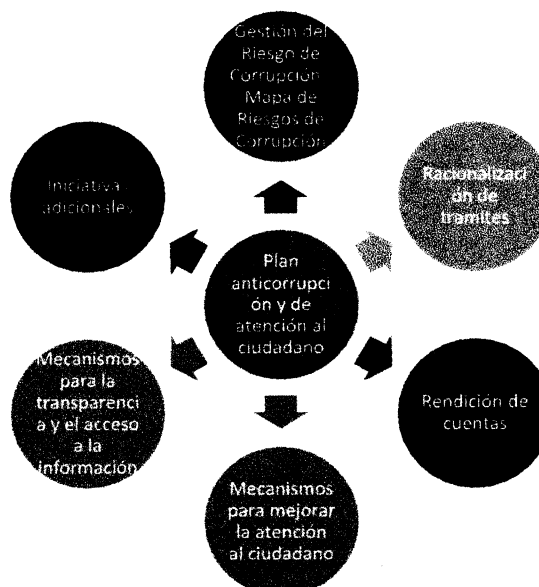 Gestión del
Riesgo de
Corrupción
Mapa de
Riesgos de
Corrupción
Racionalizaci
ón de
tramites
Iniciativa
adicionales
Plan
anticorrupci
ón y de
atención al
ciudadano
Mecanismos
para la
transparenci
a y el acceso
a la
información
Rendición de
cuentas
Mecanismos
para mejorar
la atención
al ciudadano